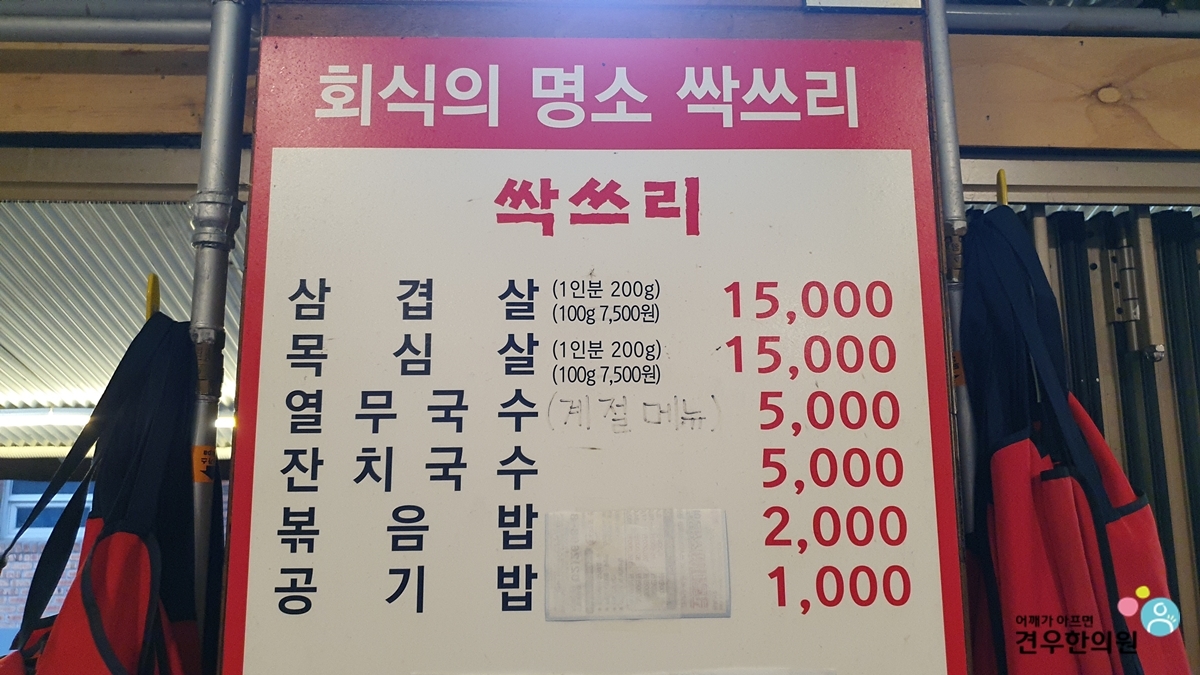 회식의 명소 싹쓰리
싹쓰리
삼겹살 (1인분 200g) 15,000
(100g 7,500원)
목심살 (1인분 200g) 15,000
(100g 7,500원)
열무국수 (계절메뉴) 5,000
잔치국수 5,000
볶음밥 2,000
공기밥 1,000
어깨가 아프면
견우한의원